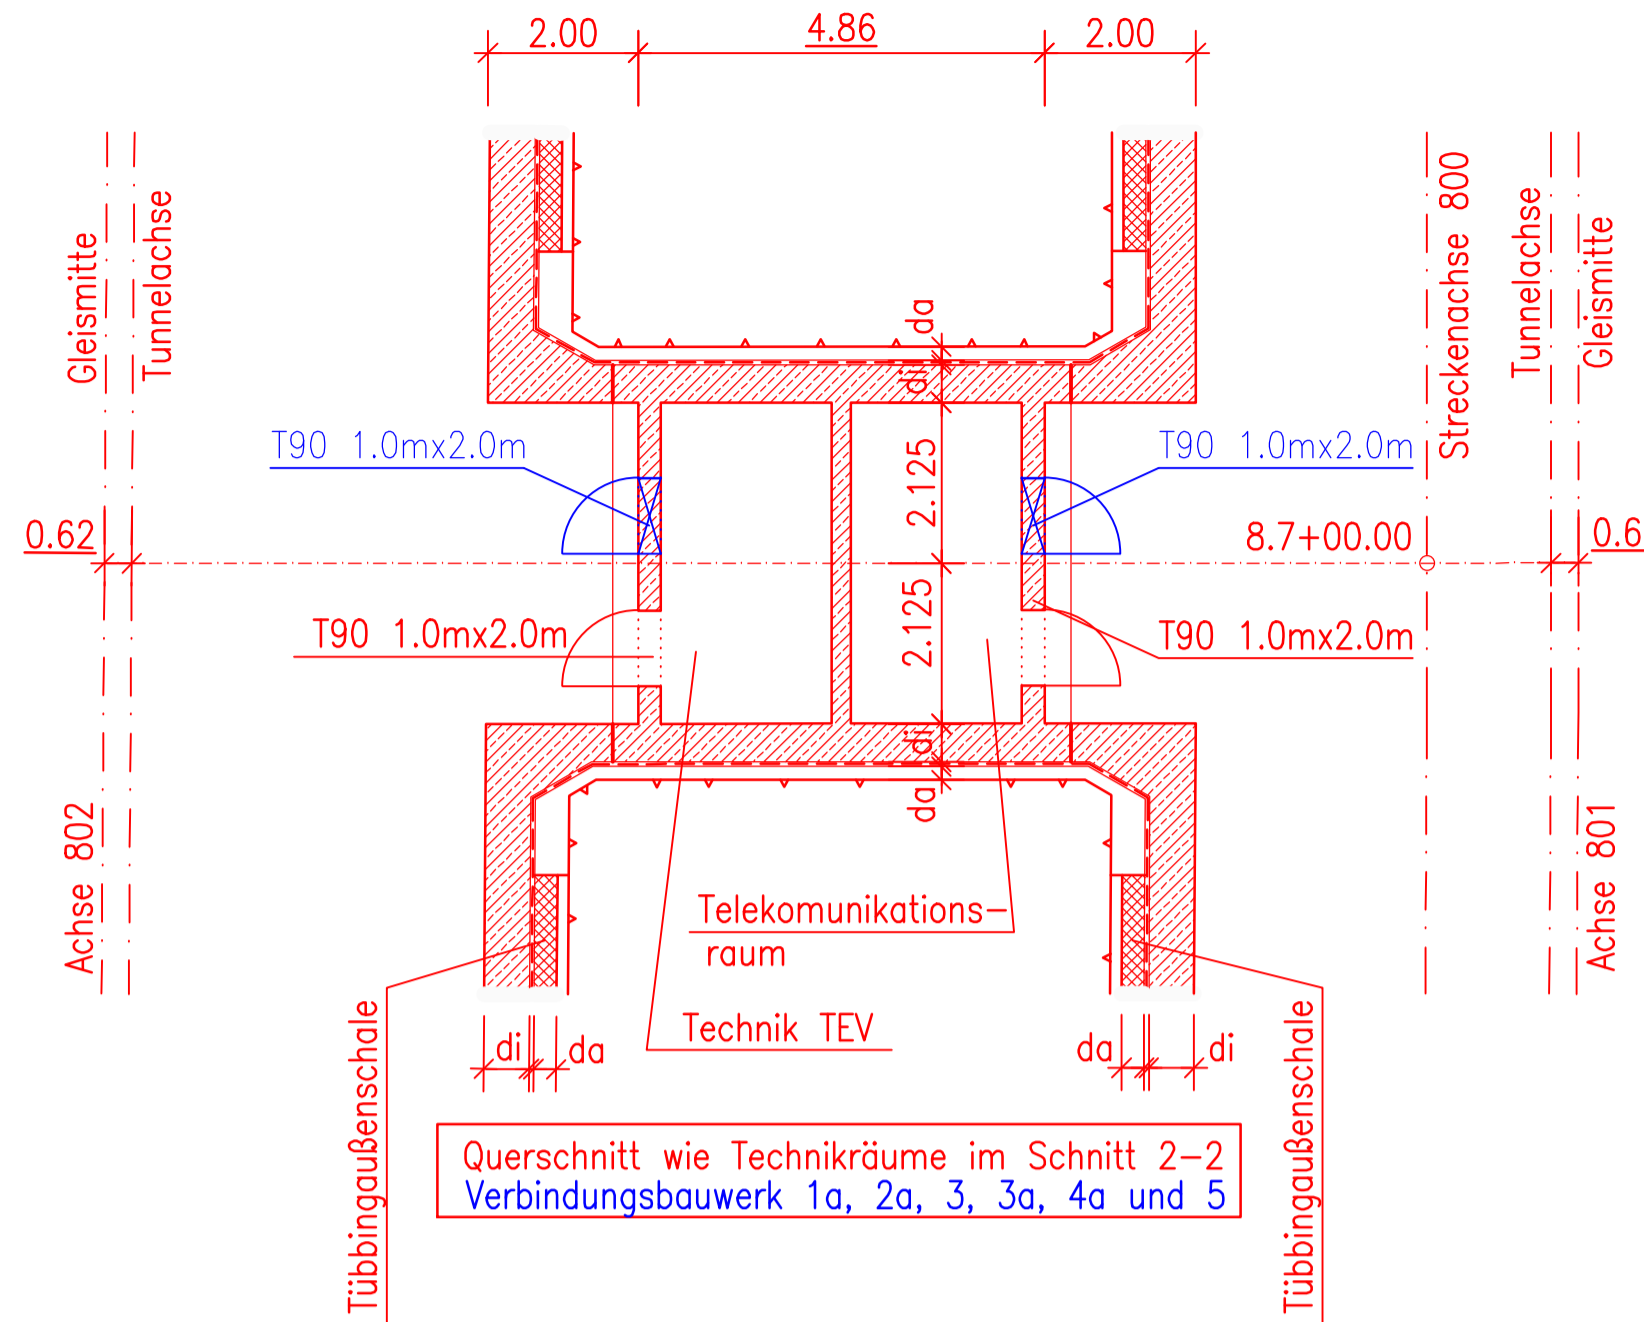 2.00
4.86
2.00
Gleismitte
Tunnelachse
Streckenachse 800
Tunnelachse
Gleismitte
da
di
T90 1.0mx2.0m
T90 1.0mx2.0m
2.125
0.62
8.7+00.00
0.6
2.125
T90 1.0mx2.0m
T90 1.0mx2.0m
di
da
Achse 802
Achse 801
Telekomunikations-
raum
Technik TEV
Tübbingaußenschale
Tübbingaußenschale
di
da
da
di
Querschnitt wie Technikräume im Schnitt 2-2
Verbindungsbauwerk 1a, 2a, 3, 3a, 4a und 5